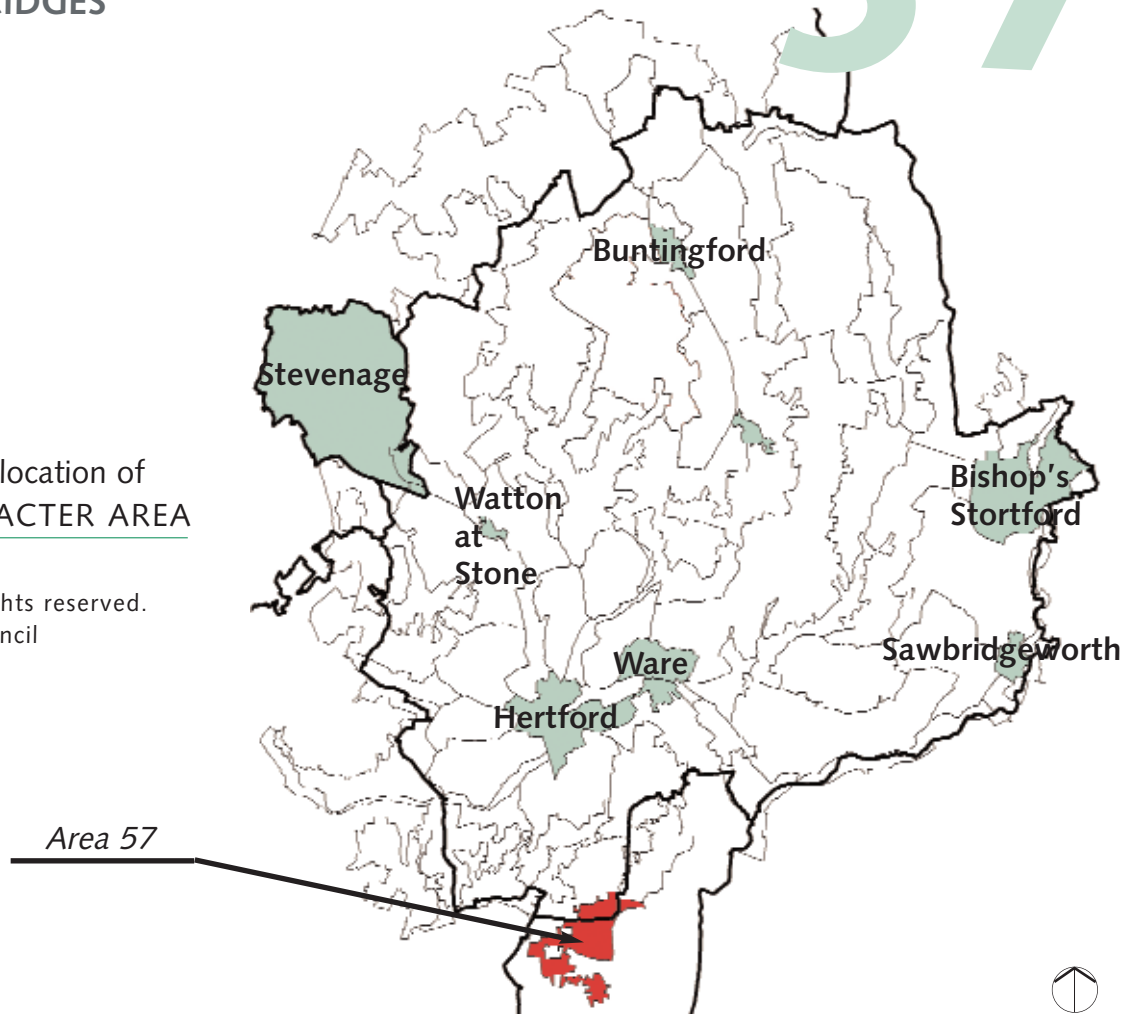 57
Buntingford
Stevenage
location of
ACTER AREA
Watton
at
Stone
Bishop's
Stortford
hts reserved.
ncil
Sawbridgeworth
Ware
Hertford
Area 57